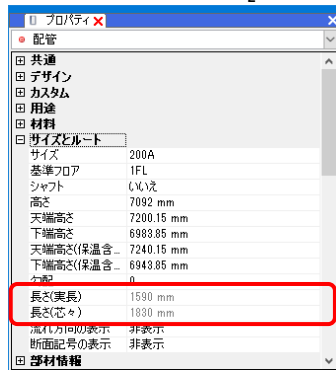 プロパティ
配管
共通
デザイン
カスタム
用途
材料
サイズとルート
サイズ 200A
基準フロア 1FL
シャフト いいえ
高さ 7092 mm
天端高さ 7200.15 mm
下端高さ 6983.85 mm
天端高さ(保温含... 7240.15 mm
下端高さ(保温含... 6943.85 mm
勾配 0
長さ(実長) 1590 mm
長さ(芯々) 1830 mm
流れ方向の表示 非表示
断面記号の表示 非表示
部材情報